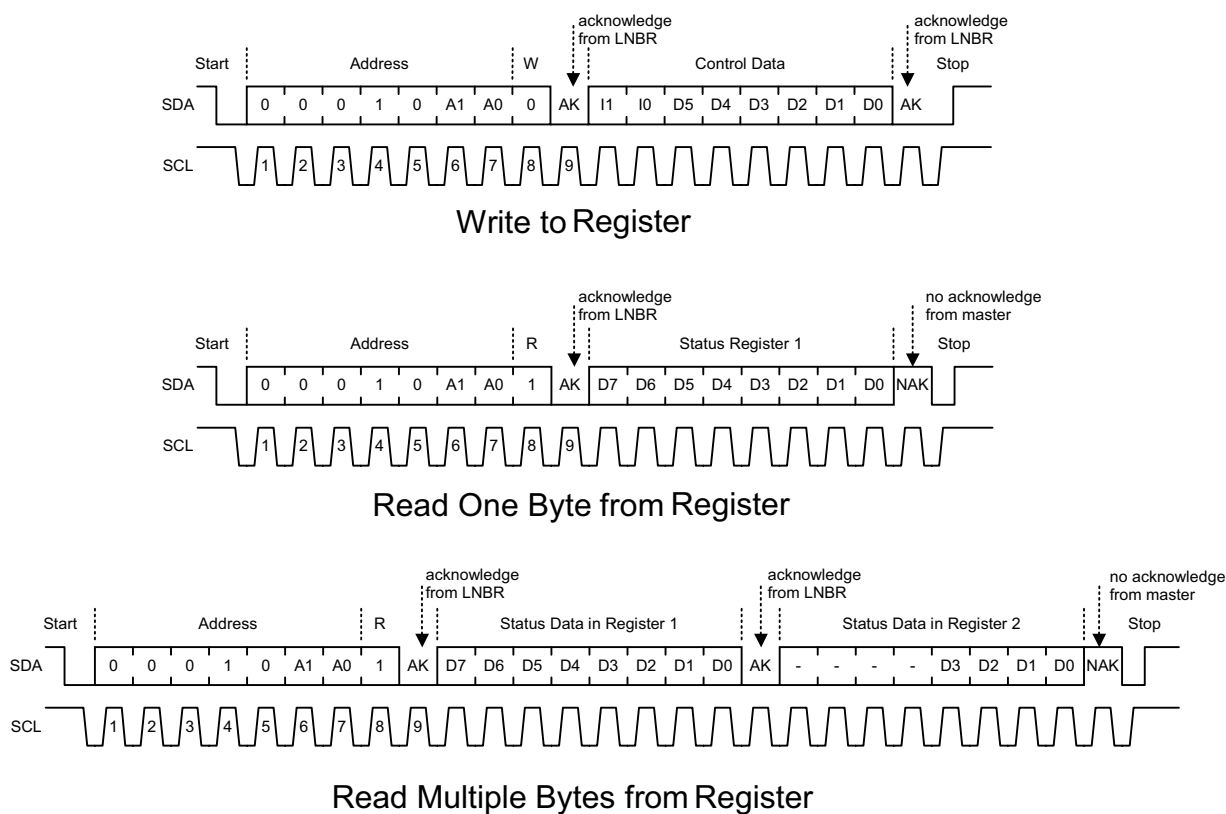 acknowledge
from LNBR
acknowledge
from LNBR
Start Address W Control Data Stop
SDA 0 0 0 1 0 A1 A0 0 AK I1 I0 D5 D4 D3 D2 D1 D0 AK
SCL 1 2 3 4 5 6 7 8 9
Write to Register
acknowledge
from LNBR
no acknowledge
from master
Start Address R Status Register 1 Stop
SDA 0 0 0 1 0 A1 A0 1 AK D7 D6 D5 D4 D3 D2 D1 D0 NAK
SCL 1 2 3 4 5 6 7 8 9
Read One Byte from Register
acknowledge
from LNBR
acknowledge
from LNBR
no acknowledge
from master
Start Address R Status Data in Register 1 Status Data in Register 2 Stop
SDA 0 0 0 1 0 A1 A0 1 AK D7 D6 D5 D4 D3 D2 D1 D0 AK - - - - D3 D2 D1 D0 NAK
SCL 1 2 3 4 5 6 7 8 9
Read Multiple Bytes from Register